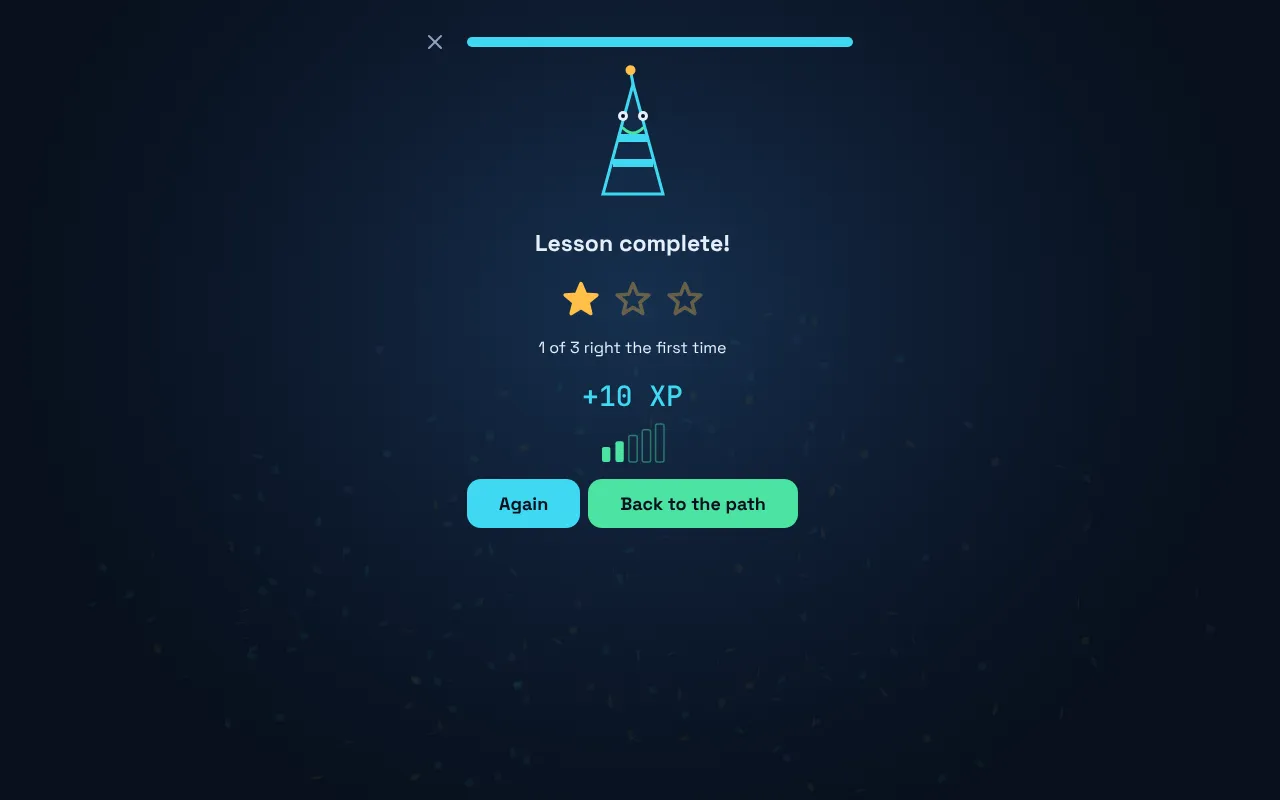 Lesson complete!
1 of 3 right the first time
+10 XP
Again
Back to the path